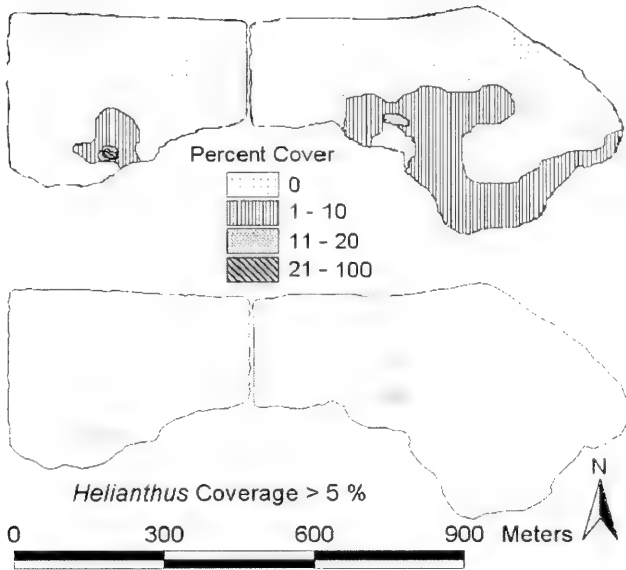 Percent Cover
0
1 - 10
11 - 20
21 - 100
N
Helianthus Coverage > 5 %
0 300 600 900 Meters